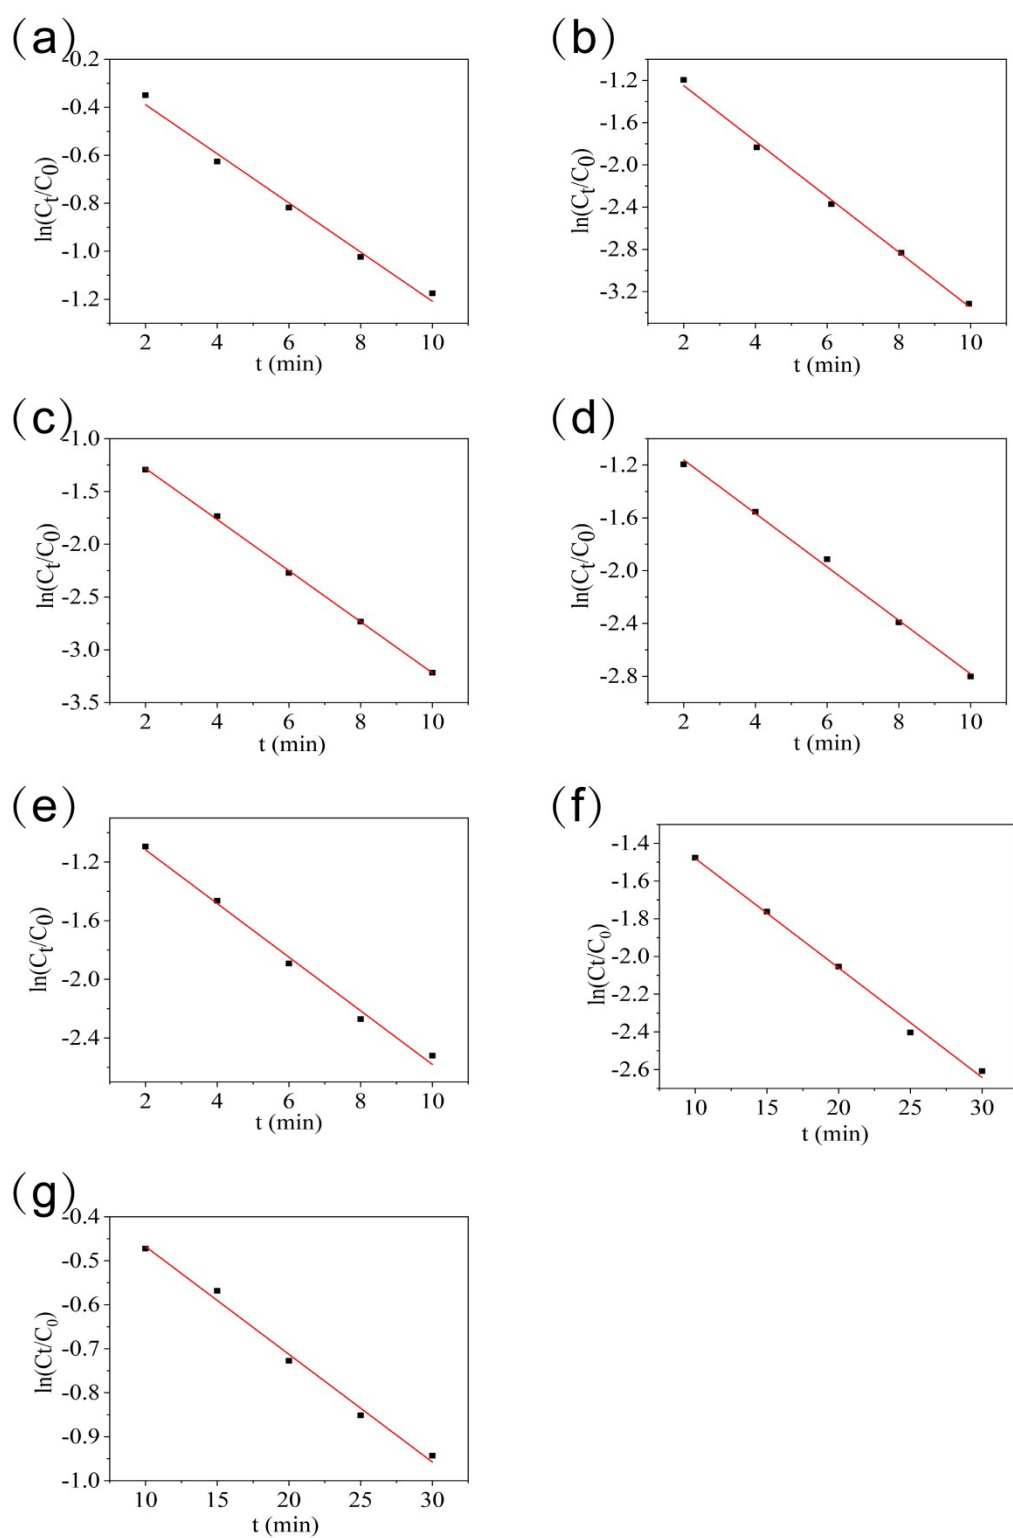 (a)
-0.2
-0.4
-0.6
-0.8
-1.0
-1.2
ln(Ct/C0)
2 4 6 8 10
t (min)
(b)
-1.2
-1.6
-2.0
-2.4
-2.8
-3.2
ln(Ct/C0)
2 4 6 8 10
t (min)
(c)
-1.0
-1.5
-2.0
-2.5
-3.0
-3.5
ln(Ct/C0)
2 4 6 8 10
t (min)
(d)
-1.2
-1.6
-2.0
-2.4
-2.8
ln(Ct/C0)
2 4 6 8 10
t (min)
(e)
-1.2
-1.6
-2.0
-2.4
ln(Ct/C0)
2 4 6 8 10
t (min)
(f)
-1.4
-1.6
-1.8
-2.0
-2.2
-2.4
-2.6
ln(Ct/C0)
10 15 20 25 30
t (min)
(g)
-0.4
-0.5
-0.6
-0.7
-0.8
-0.9
-1.0
ln(Ct/C0)
10 15 20 25 30
t (min)